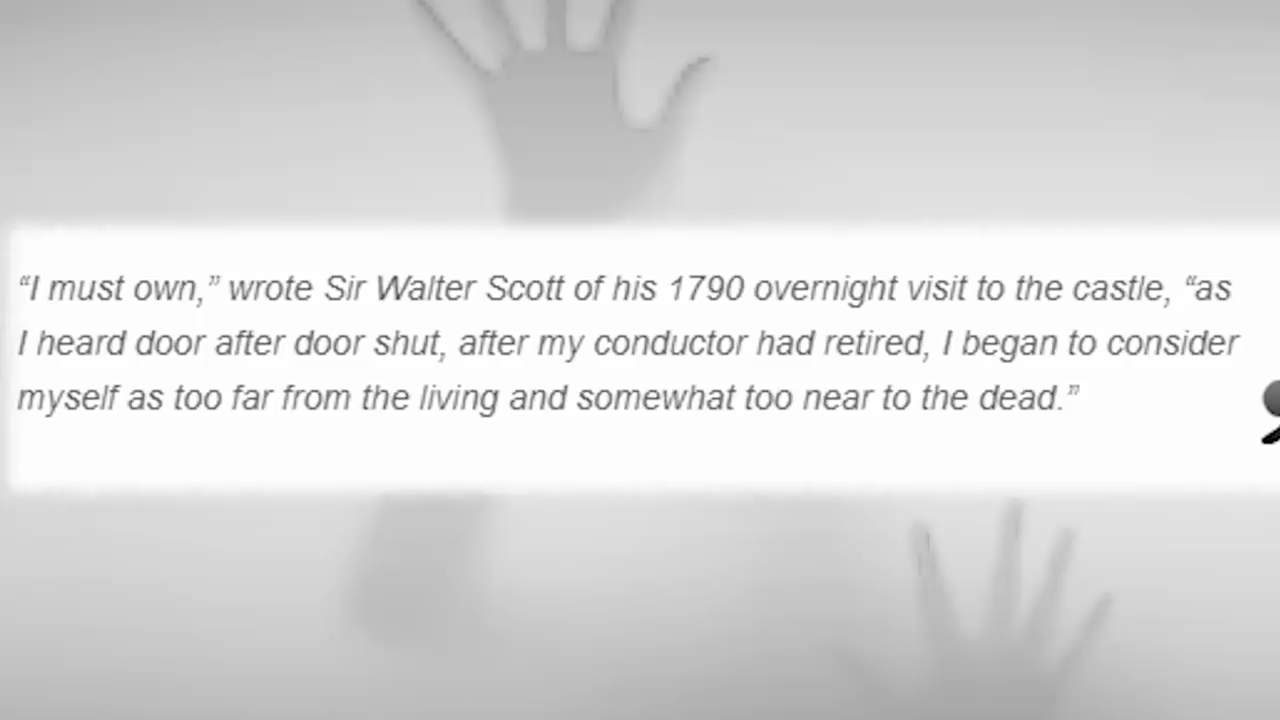 “I must own,” wrote Sir Walter Scott of his 1790 overnight visit to the castle, “as
I heard door after door shut, after my conductor had retired, I began to consider
myself as too far from the living and somewhat too near to the dead.”